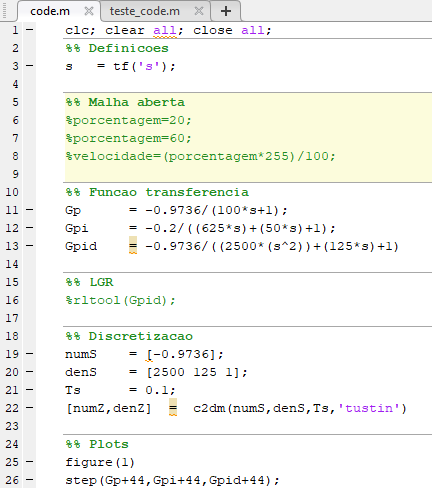 code.m × teste_code.m × +
1 – clc; clear all; close all;
2 %% Definicoes
3 – s = tf('s');
4
5 %% Malha aberta
6 %porcentagem=20;
7 %porcentagem=60;
8 %velocidade=(porcentagem*255)/100;
9
10 %% Funcao transferencia
11 – Gp = -0.9736/(100*s+1);
12 – Gpi = -0.2/((625*s)+(50*s)+1);
13 – Gpid = -0.9736/((2500*(s^2))+(125*s)+1)
14
15 %% LGR
16 %rltool(Gpid);
17
18 %% Discretizacao
19 – numS = [-0.9736];
20 – denS = [2500 125 1];
21 – Ts = 0.1;
22 – [numZ,denZ] = c2dm(numS,denS,Ts,'tustin')
23
24 %% Plots
25 – figure(1)
26 – step(Gp+44,Gpi+44,Gpid+44);